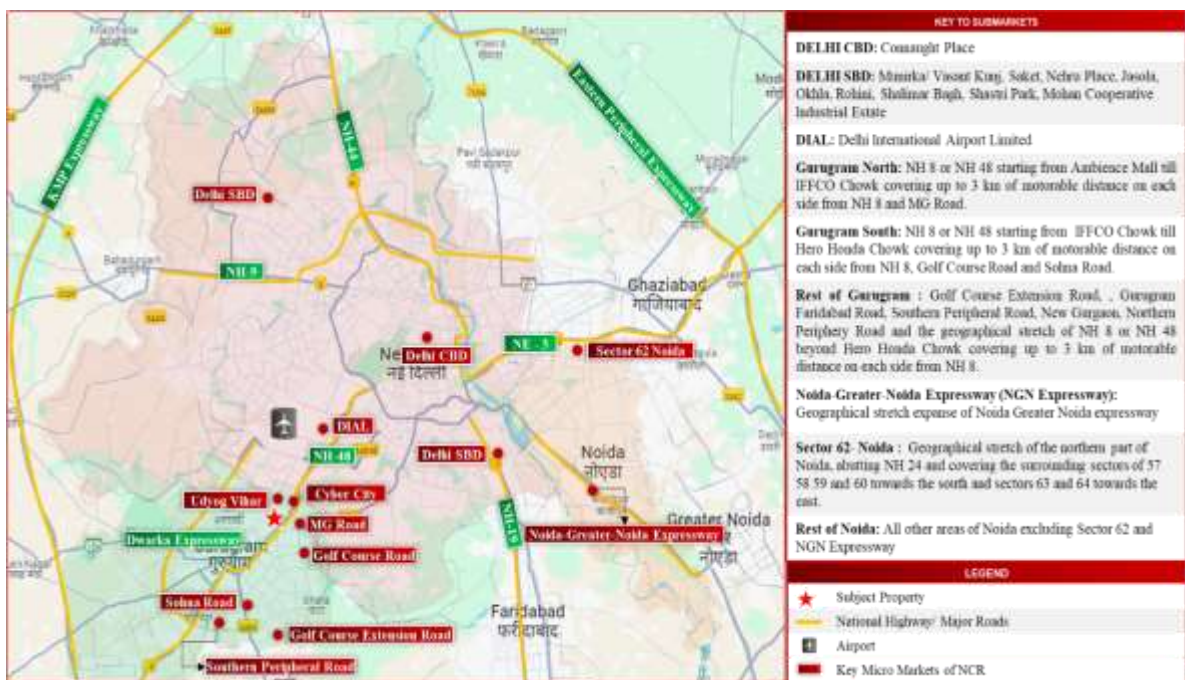 KMP Expressway
NH-44
Eastern Peripheral Expressway
Delhi SBD
NH-9
Ghaziabad
गाजियाबाद
NE - 3
Sector 62 Noida
Delhi CBD
नई दिल्ली
DIAL
NH-48
Delhi SBD
Noida
नोएडा
Udyog Vihar
Cyber City
MG Road
NH-19
Greater Noida
नोएडा
Noida-Greater-Noida Expressway
Dwarka Expressway
गुरुग्राम
Golf Course Road
Sohna Road
Faridabad
फरीदाबाद
Golf Course Extension Road
Southern Peripheral Road
KEY TO SUBMARKETS
DELHI CBD: Connaught Place
DELHI SBD: Munirka/ Vasant Kunj, Saket, Nehru Place, Jasola,
Okhla, Rohini, Shalimar Bagh, Shastri Park, Mohan Cooperative
Industrial Estate
DIAL: Delhi International Airport Limited
Gurugram North: NH 8 or NH 48 starting from Ambience Mall till
IFFCO Chowk covering up to 3 km of motorable distance on each
side from NH 8 and MG Road.
Gurugram South: NH 8 or NH 48 starting from IFFCO Chowk till
Hero Honda Chowk covering up to 3 km of motorable distance on
each side from NH 8, Golf Course Road and Solma Road.
Rest of Gurugram : Golf Course Extension Road, , Gurugram
Faridabad Road, Southern Peripheral Road, New Gurgaon, Northern
Periphery Road and the geographical stretch of NH 8 or NH 48
beyond Hero Honda Chowk covering up to 3 km of motorable
distance on each side from NH 8.
Noida-Greater-Noida Expressway (NGN Expressway):
Geographical stretch expanse of Noida Greater Noida expressway
Sector 62- Noida : Geographical stretch of the northern part of
Noida, abutting NH 24 and covering the surrounding sectors of 57
58 59 and 60 towards the south and sectors 63 and 64 towards the
east.
Rest of Noida: All other areas of Noida excluding Sector 62 and
NGN Expressway
LEGEND
Subject Property
National Highway/ Major Roads
Airport
Key Micro Markets of NCR